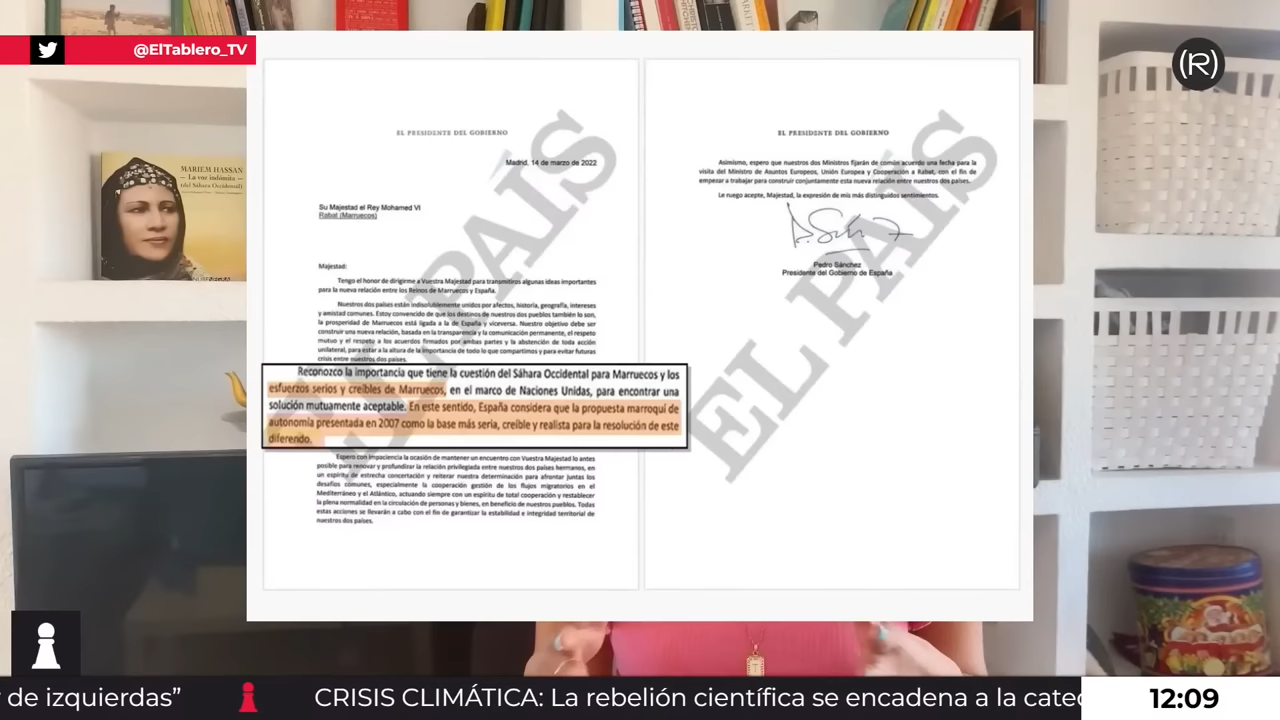 @ElTablero_TV
(R)
MARIEM HASSAN
— La voz indómita —
(del Sáhara Occidental)
EL PAÍS
EL PAÍS
EL PRESIDENTE DEL GOBIERNO
Madrid, 14 de marzo de 2022
Su Majestad el Rey Mohamed VI
Rabat (Marruecos)
Majestad:
Tengo el honor de dirigirme a Vuestra Majestad para transmitiros algunas ideas importantes
para la nueva relación entre los Reinos de Marruecos y España.
Nuestros dos países están indisolublemente unidos por afectos, historia, geografía, intereses
y amistad comunes. Estoy convencido de que los destinos de nuestros dos pueblos también lo son,
la prosperidad de Marruecos está ligada a la de España y viceversa. Nuestro objetivo debe ser
construir una nueva relación, basada en la transparencia y la comunicación permanente, el respeto
mutuo y el respeto a los acuerdos firmados por ambas partes y la abstención de toda acción
unilateral, para estar a la altura de la importancia de todo lo que compartimos y para evitar futuras
crisis entre nuestros dos países.
Reconozco la importancia que tiene la cuestión del Sáhara Occidental para Marruecos y los
esfuerzos serios y creíbles de Marruecos, en el marco de Naciones Unidas, para encontrar una
solución mutuamente aceptable. En este sentido, España considera que la propuesta marroquí de
autonomía presentada en 2007 como la base más seria, creíble y realista para la resolución de este
diferendo.
Espero con impaciencia la ocasión de mantener un encuentro con Vuestra Majestad lo antes
posible para renovar y profundizar la relación privilegiada entre nuestros dos países hermanos, en
un espíritu de estrecha concertación y reiterar nuestra determinación para afrontar juntos los
desafíos comunes, especialmente la cooperación gestión de los flujos migratorios en el
Mediterráneo y el Atlántico, actuando siempre con un espíritu de total cooperación y restablecer
la plena normalidad en la circulación de personas y bienes, en beneficio de nuestros pueblos. Todas
estas acciones se llevarán a cabo con el fin de garantizar la estabilidad e integridad territorial de
nuestros dos países.
EL PRESIDENTE DEL GOBIERNO
Asimismo, espero que nuestros dos Ministros fijarán de común acuerdo una fecha para la
visita del Ministro de Asuntos Europeos, Unión Europea y Cooperación a Rabat, con el fin de
empezar a trabajar para construir conjuntamente esta nueva relación entre nuestros dos países.
Le ruego acepte, Majestad, la expresión de mis más distinguidos sentimientos.
Pedro Sánchez
Presidente del Gobierno de España
de izquierdas”
CRISIS CLIMÁTICA: La rebelión científica se encadena a la cate
12:09